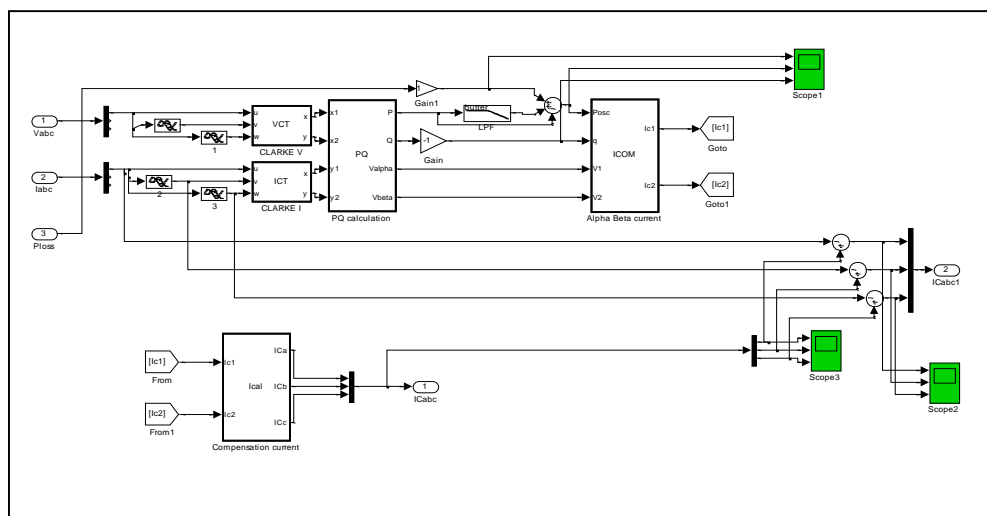 1
Vabc
2
Iabc
3
Ploss
1
2
3
u
v
w
VCT
x
y
CLARKE V
u
v
w
ICT
x
y
CLARKE I
x1
x2
y1
y2
PQ
P
Q
Valpha
Vbeta
PQ calculation
1
Gain1
butter
LPF
-1
Gain
Posc
q
V1
V2
ICOM
Ic1
Ic2
Alpha Beta current
[Ic1]
Goto
[Ic2]
Goto1
Scope1
2
ICabc1
[Ic1]
From
[Ic2]
From1
Ic1
Ic2
Ical
ICa
ICb
ICc
Compensation current
1
ICabc
Scope3
Scope2